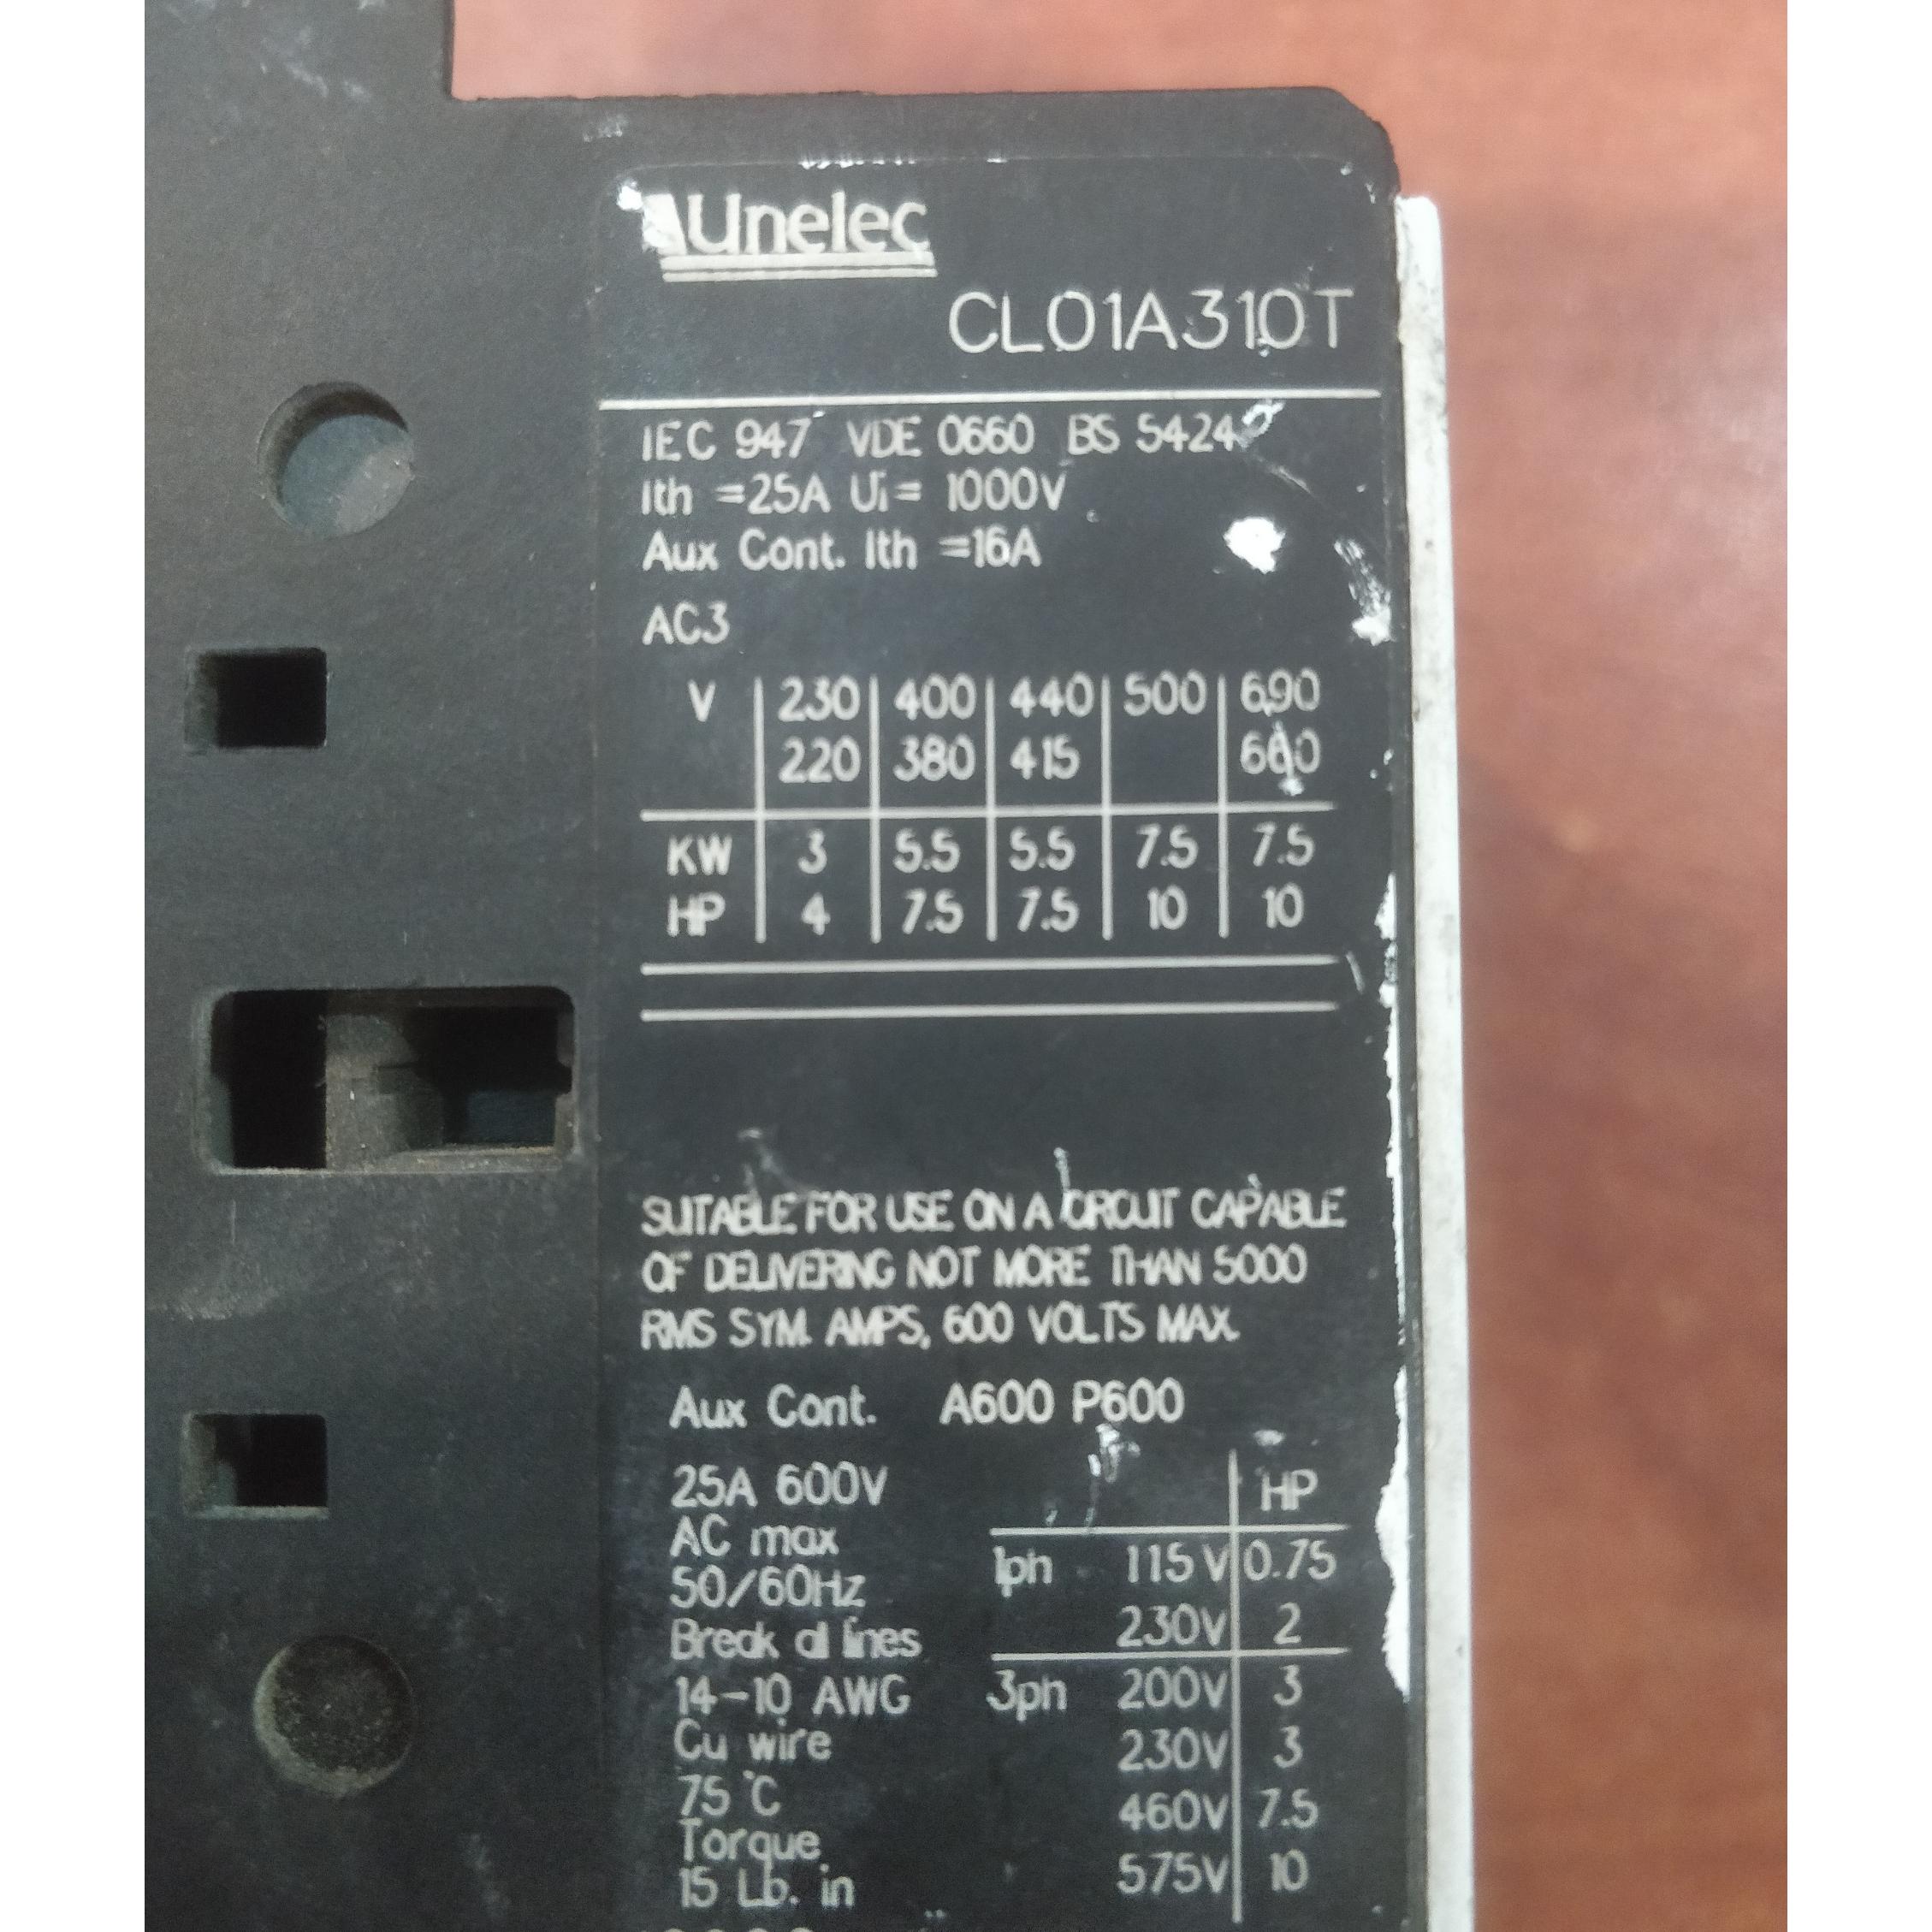 Unelec
CL01A310T
IEC 947 VDE 0660 BS 5424
Ith =25A Ui= 1000V
Aux Cont. Ith =16A
AC3
V 230 400 440 500 690
220 380 415 660
KW 3 5.5 5.5 7.5 7.5
HP 4 7.5 7.5 10 10
SUITABLE FOR USE ON A CIRCUIT CAPABLE
OF DELIVERING NOT MORE THAN 5000
RMS SYM. AMPS, 600 VOLTS MAX.
Aux Cont. A600 P600
25A 600V
AC max
50/60Hz
Break all lines
14-10 AWG
Cu wire
75°C
Torque
15 Lb. in
HP
1ph 115V 0.75
230V 2
3ph 200V 3
230V 3
460V 7.5
575V 10